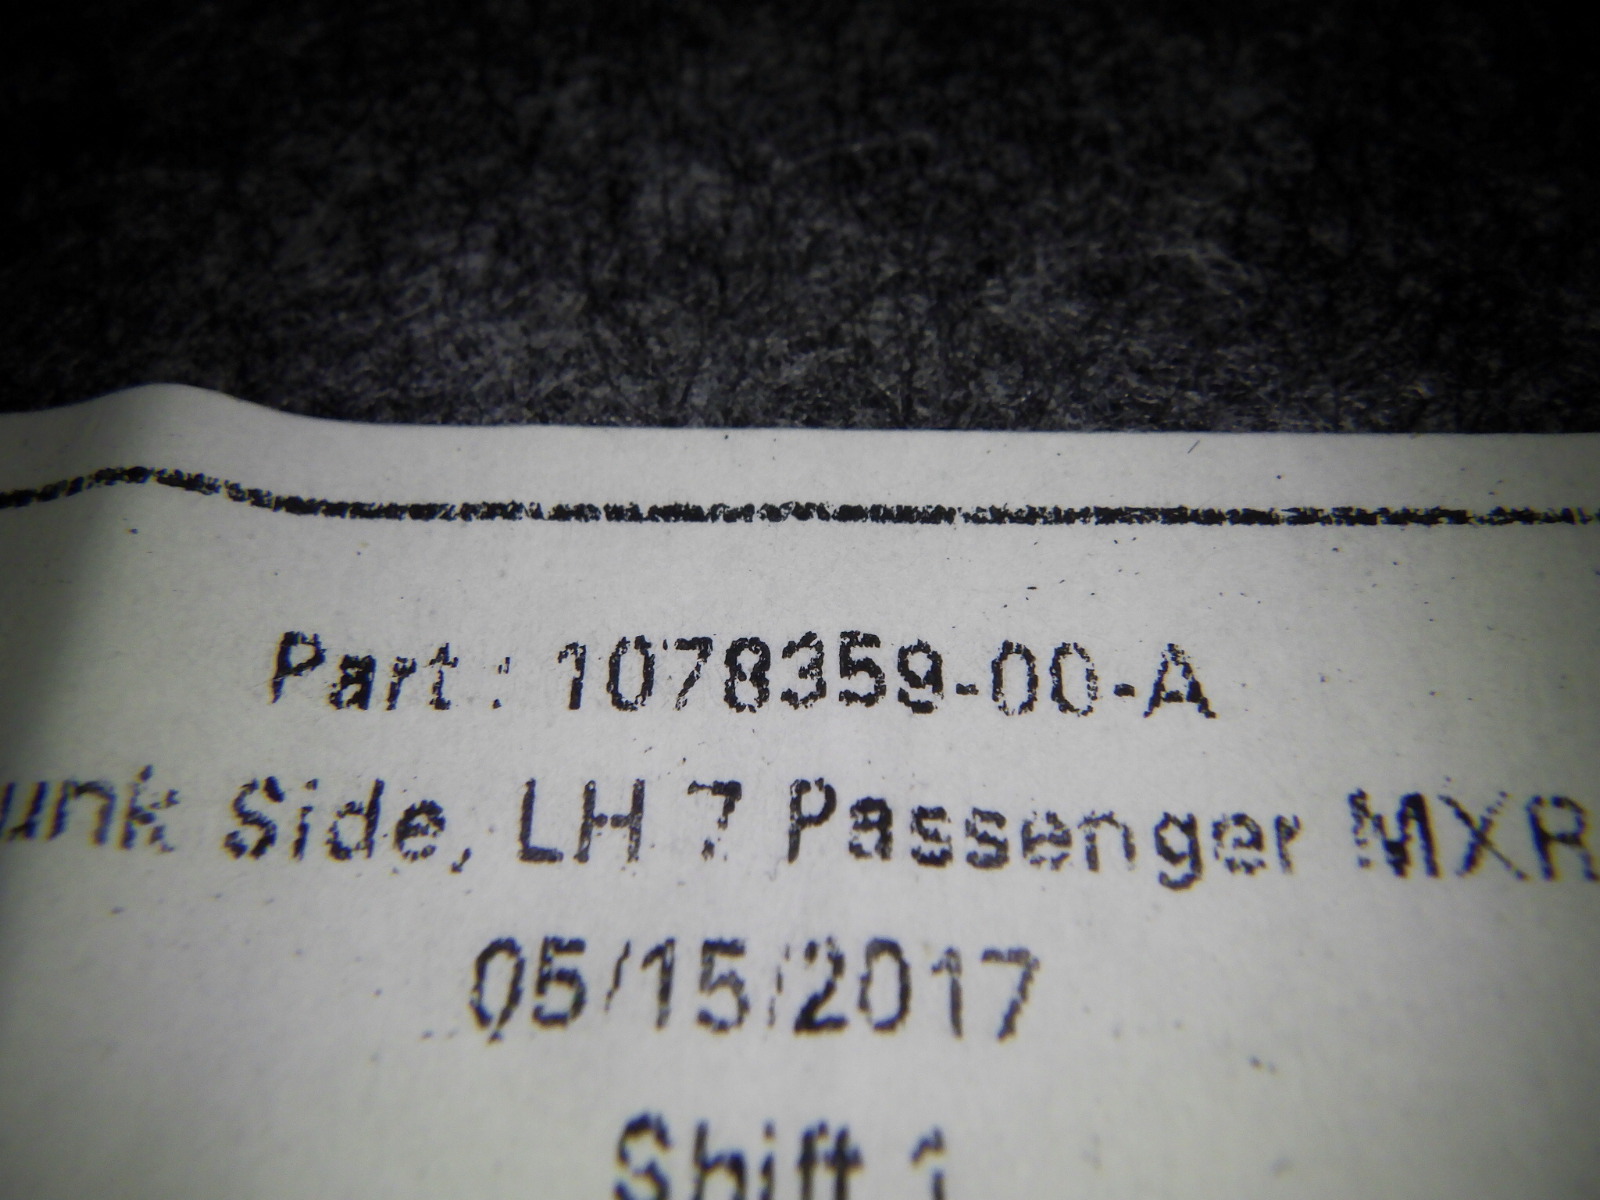 Part: 1078359-00-A
unk Side, LH 7 Passenger MXR
05/15/2017
Shift 1